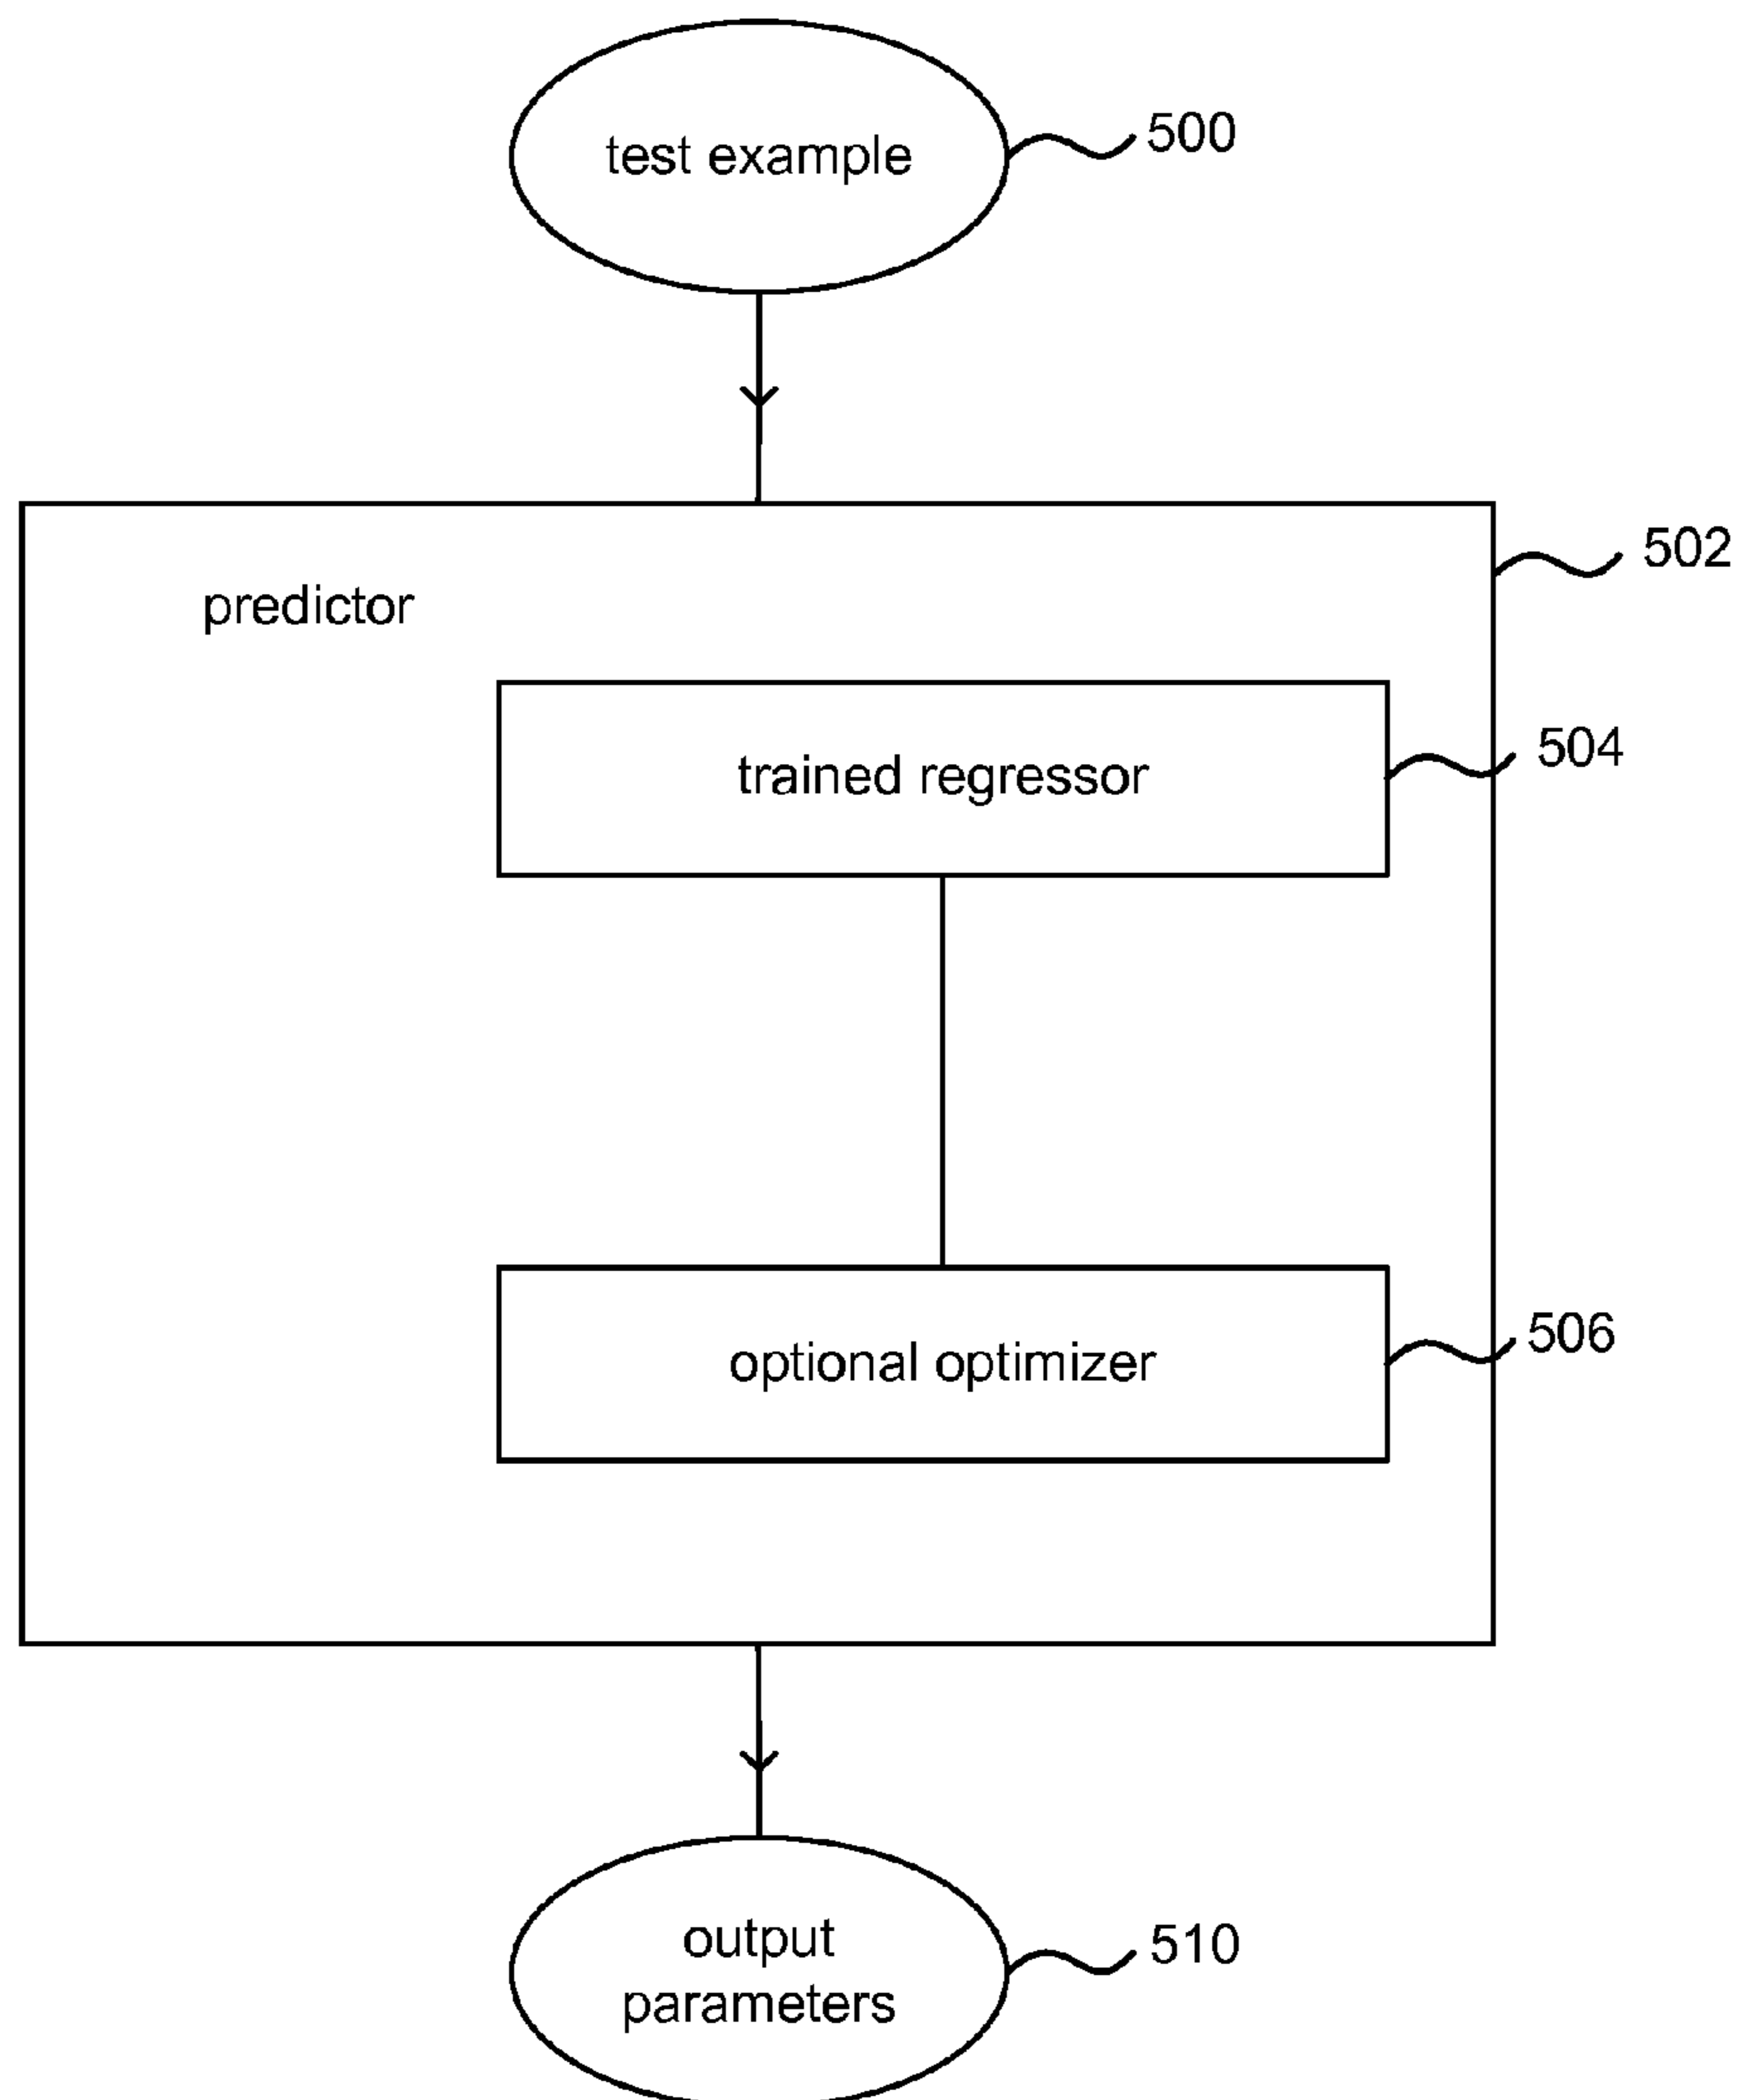 test example
500
502
predictor
trained regressor
504
optional optimizer
506
output
parameters
510